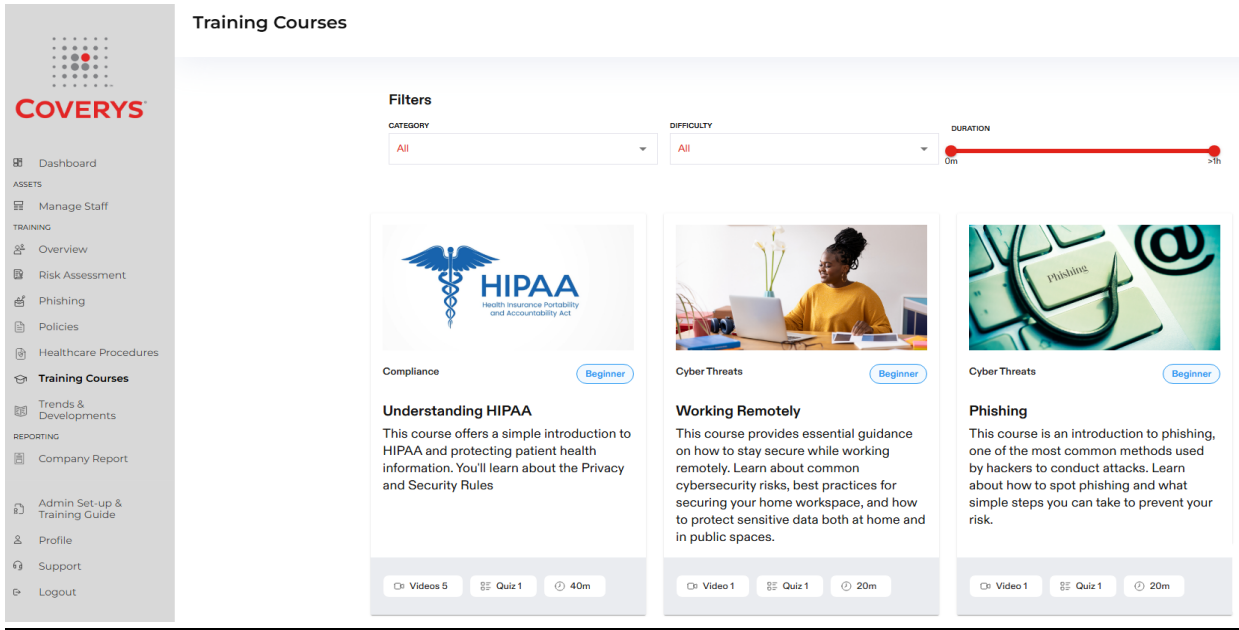 Training Courses
COVERYS
Dashboard
ASSETS
Manage Staff
TRAINING
Overview
Risk Assessment
Phishing
Policies
Healthcare Procedures
Training Courses
Trends &
Developments
REPORTING
Company Report
Admin Set-up &
Training Guide
Profile
Support
Logout
Filters
CATEGORY
All
DIFFICULTY
All
DURATION
0m
>1h
HIPAA
Health Insurance Portability
and Accountability Act
Compliance
Beginner
Understanding HIPAA
This course offers a simple introduction to
HIPAA and protecting patient health
information. You'll learn about the Privacy
and Security Rules
Videos 5
Quiz 1
40m
Cyber Threats
Beginner
Working Remotely
This course provides essential guidance
on how to stay secure while working
remotely. Learn about common
cybersecurity risks, best practices for
securing your home workspace, and how
to protect sensitive data both at home and
in public spaces.
Video 1
Quiz 1
20m
Phishing
@
Cyber Threats
Beginner
Phishing
This course is an introduction to phishing,
one of the most common methods used
by hackers to conduct attacks. Learn
about how to spot phishing and what
simple steps you can take to prevent your
risk.
Video 1
Quiz 1
20m